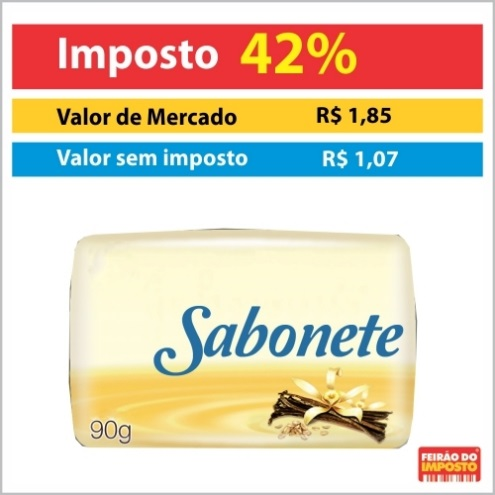 Imposto 42%
Valor de Mercado R$ 1,85
Valor sem imposto R$ 1,07
Sabonete
90g
FEIRÃO DO
IMPOSTO